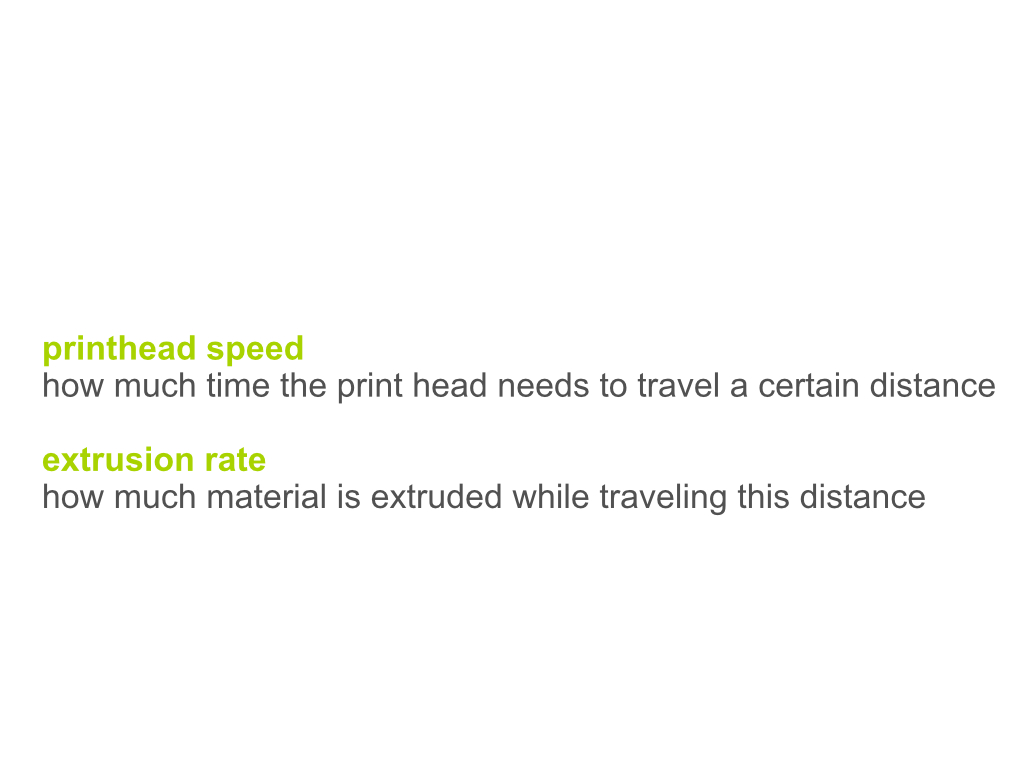 printhead speed
how much time the print head needs to travel a certain distance
extrusion rate
how much material is extruded while traveling this distance